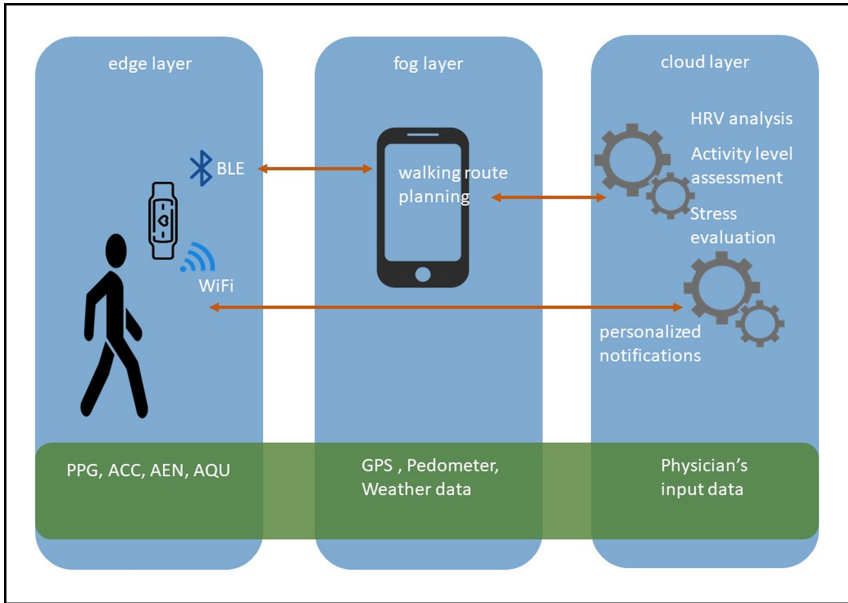 edge layer
fog layer
cloud layer
BLE
WiFi
walking route
planning
HRV analysis
Activity level
assessment
Stress
evaluation
personalized
notifications
PPG, ACC, AEN, AQU
GPS , Pedometer,
Weather data
Physician's
input data